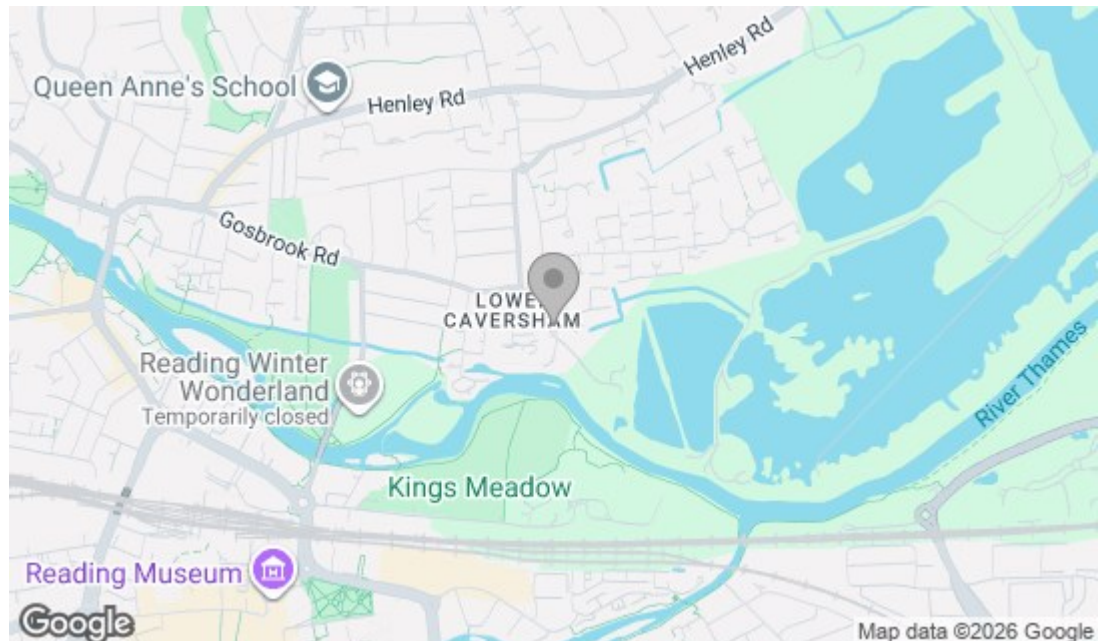 Henley Rd
Queen Anne's School
Henley Rd
Gosbrook Rd
LOWER
CAVERSHAM
Reading Winter
Wonderland
Temporarily closed
River Thames
Kings Meadow
Reading Museum
Google
Map data ©2026 Google